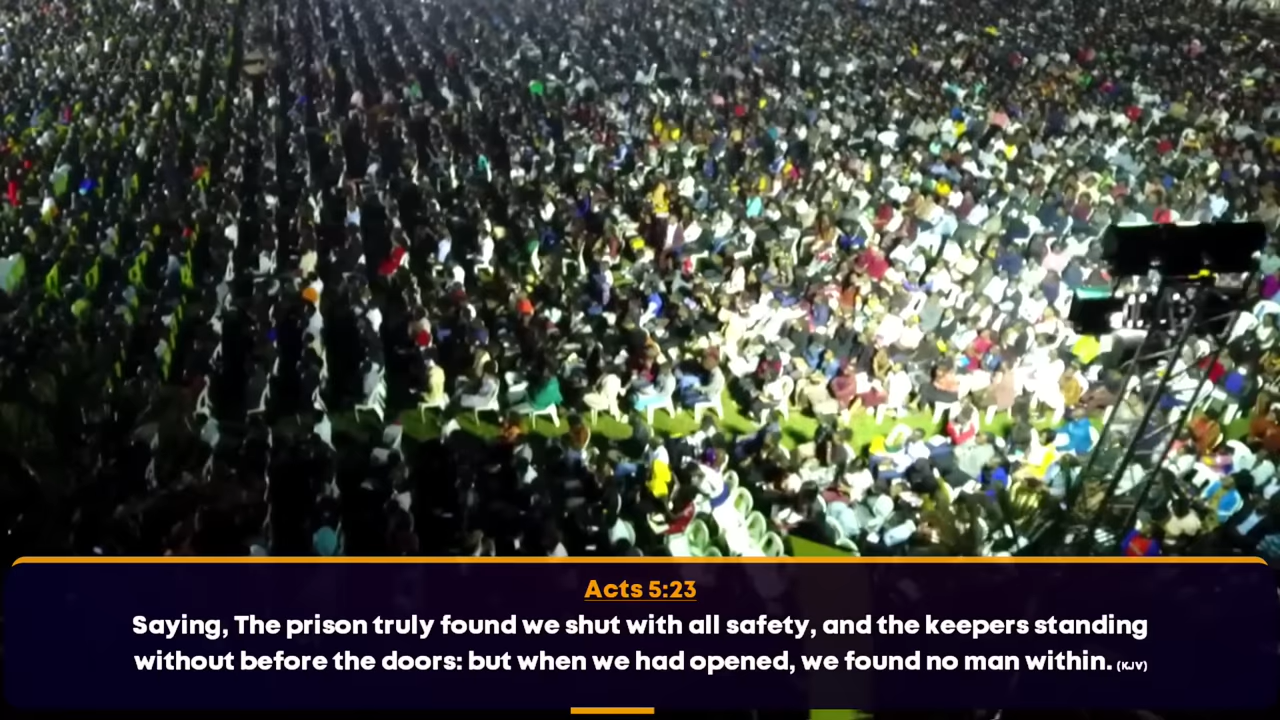 Acts 5:23
Saying, The prison truly found we shut with all safety, and the keepers standing
without before the doors: but when we had opened, we found no man within. (KJV)